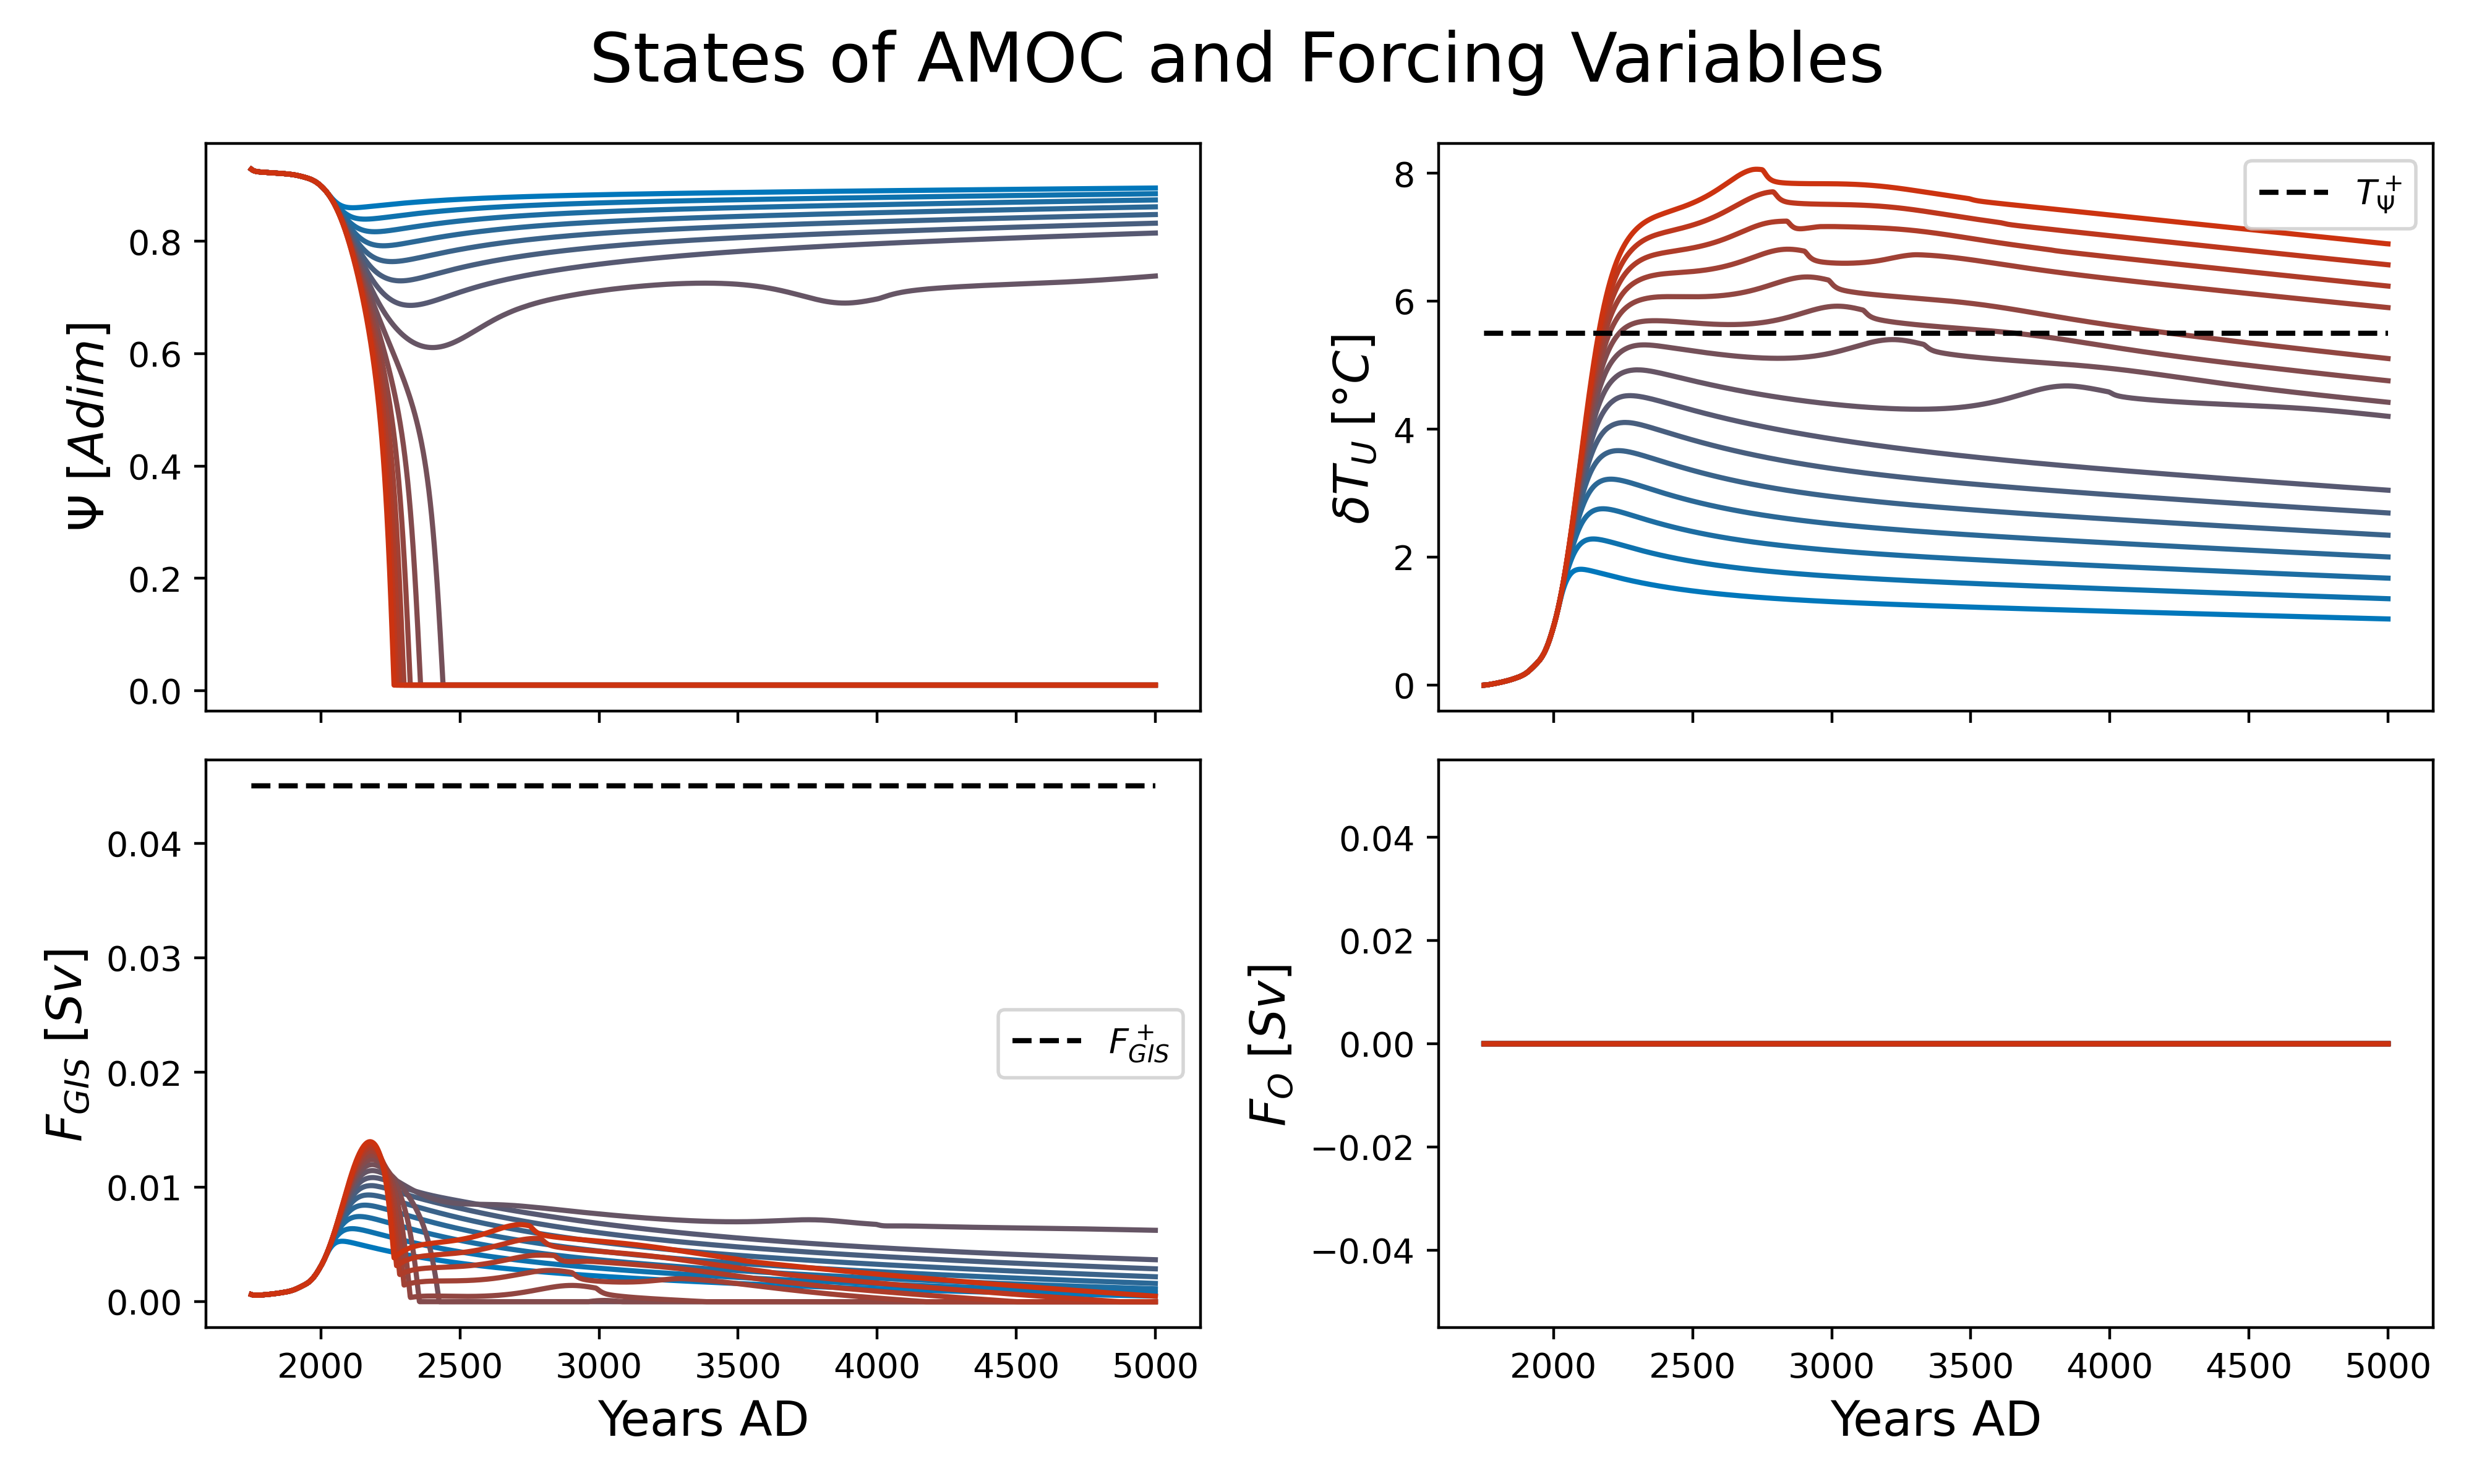 States of AMOC and Forcing Variables
Ψ [Adim]
0.8
0.6
0.4
0.2
0.0
δT_U [°C]
8
6
4
2
0
T_Ψ^+
F_GIS [Sv]
0.04
0.03
0.02
0.01
0.00
F_GIS^+
2000 2500 3000 3500 4000 4500 5000
Years AD
F_O [Sv]
0.04
0.02
0.00
−0.02
−0.04
2000 2500 3000 3500 4000 4500 5000
Years AD